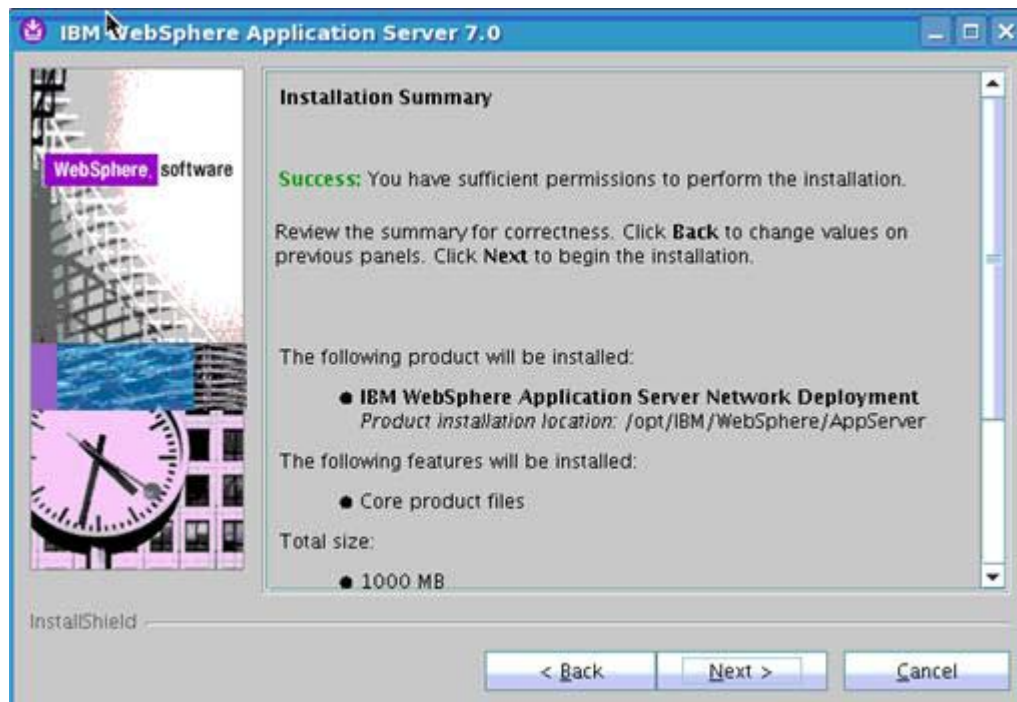 IBM WebSphere Application Server 7.0
WebSphere. software
Installation Summary
Success: You have sufficient permissions to perform the installation.
Review the summary for correctness. Click Back to change values on
previous panels. Click Next to begin the installation.
The following product will be installed:
● IBM WebSphere Application Server Network Deployment
Product installation location: /opt/IBM/WebSphere/AppServer
The following features will be installed:
● Core product files
Total size:
● 1000 MB
InstallShield
< Back
Next >
Cancel